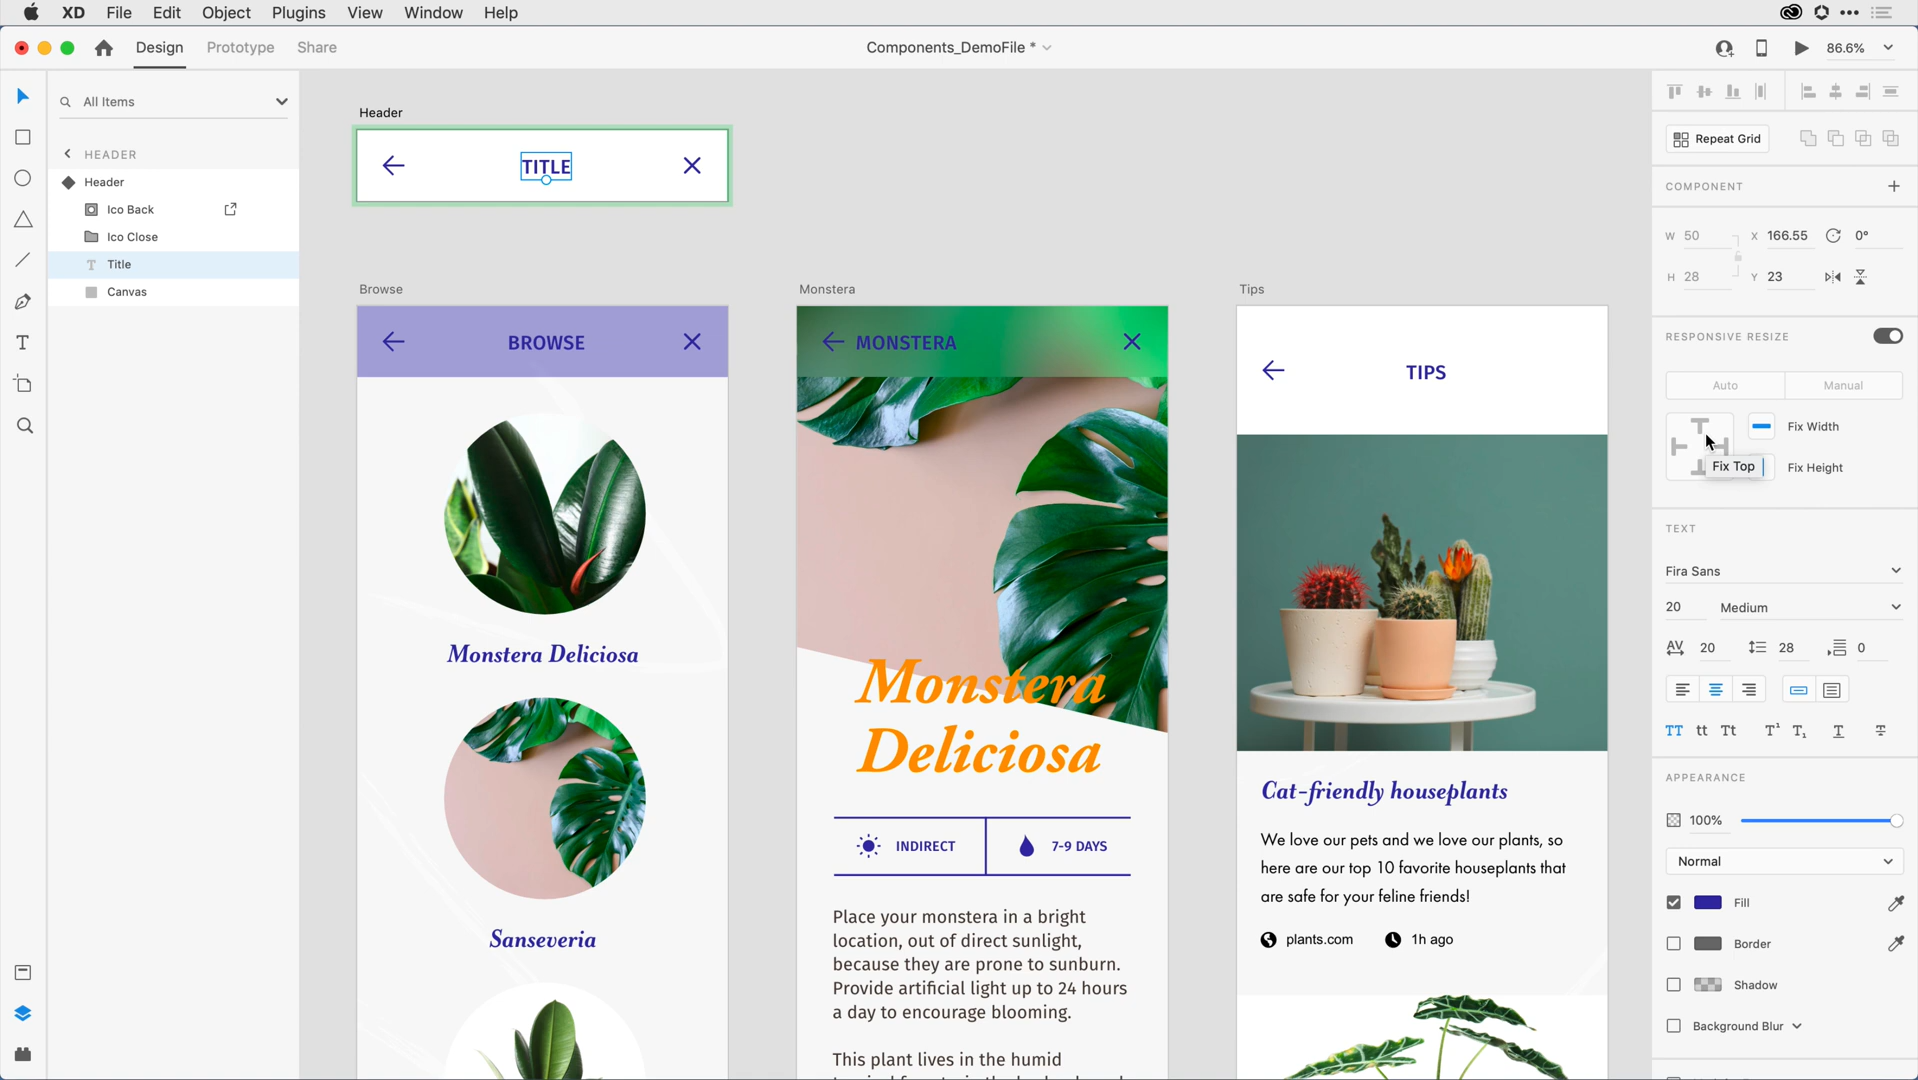 XD File Edit Object Plugins View Window Help
Design Prototype Share
Components_DemoFile *
86.6%
All Items
HEADER
Header
Ico Back
Ico Close
Title
Canvas
Header
TITLE
Browse
BROWSE
Monstera Deliciosa
Sanseveria
Monstera
MONSTERA
Monstera
Deliciosa
INDIRECT
7-9 DAYS
Place your monstera in a bright
location, out of direct sunlight,
because they are prone to sunburn.
Provide artificial light up to 24 hours
a day to encourage blooming.
This plant lives in the humid
Tips
TIPS
Cat-friendly houseplants
We love our pets and we love our plants, so
here are our top 10 favorite houseplants that
are safe for your feline friends!
plants.com
1h ago
Repeat Grid
COMPONENT
W 50 X 166.55 0°
H 28 Y 23
RESPONSIVE RESIZE
Auto Manual
Fix Width
Fix Top
Fix Height
TEXT
Fira Sans
20 Medium
AV 20 28 0
TT tt Tt T¹ T₁ T T
APPEARANCE
100%
Normal
Fill
Border
Shadow
Background Blur